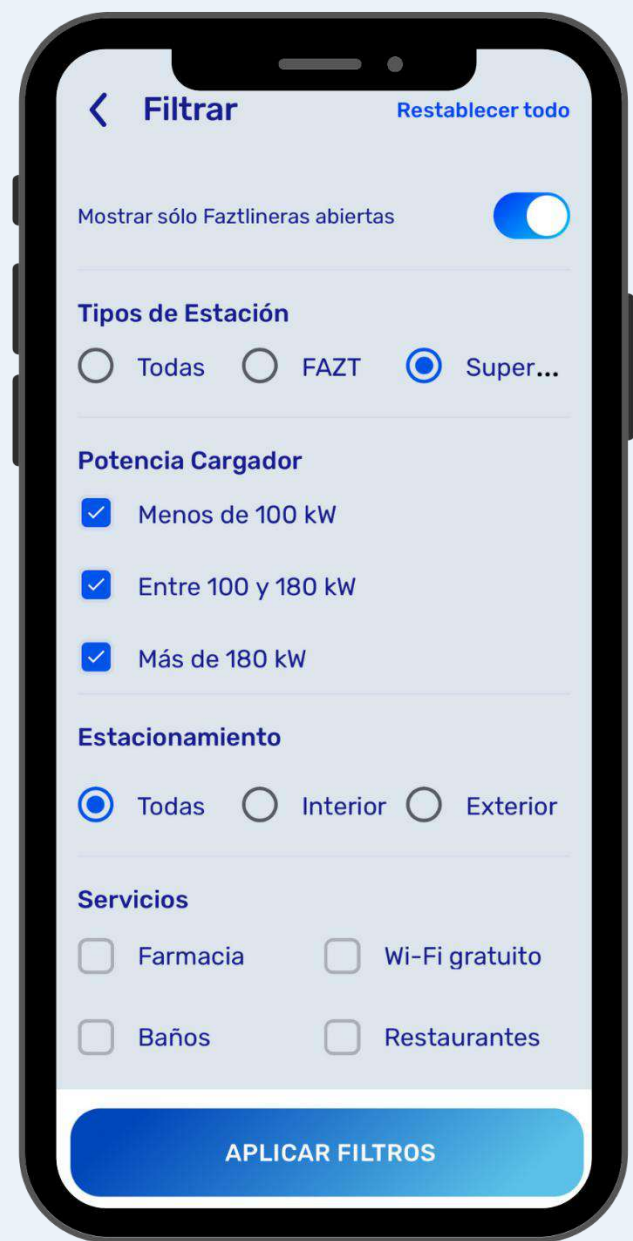 Filtrar Restablecer todo
Mostrar sólo Faztlineras abiertas
Tipos de Estación
Todas FAZT Super...
Potencia Cargador
Menos de 100 kW
Entre 100 y 180 kW
Más de 180 kW
Estacionamiento
Todas Interior Exterior
Servicios
Farmacia Wi-Fi gratuito
Baños Restaurantes
APLICAR FILTROS